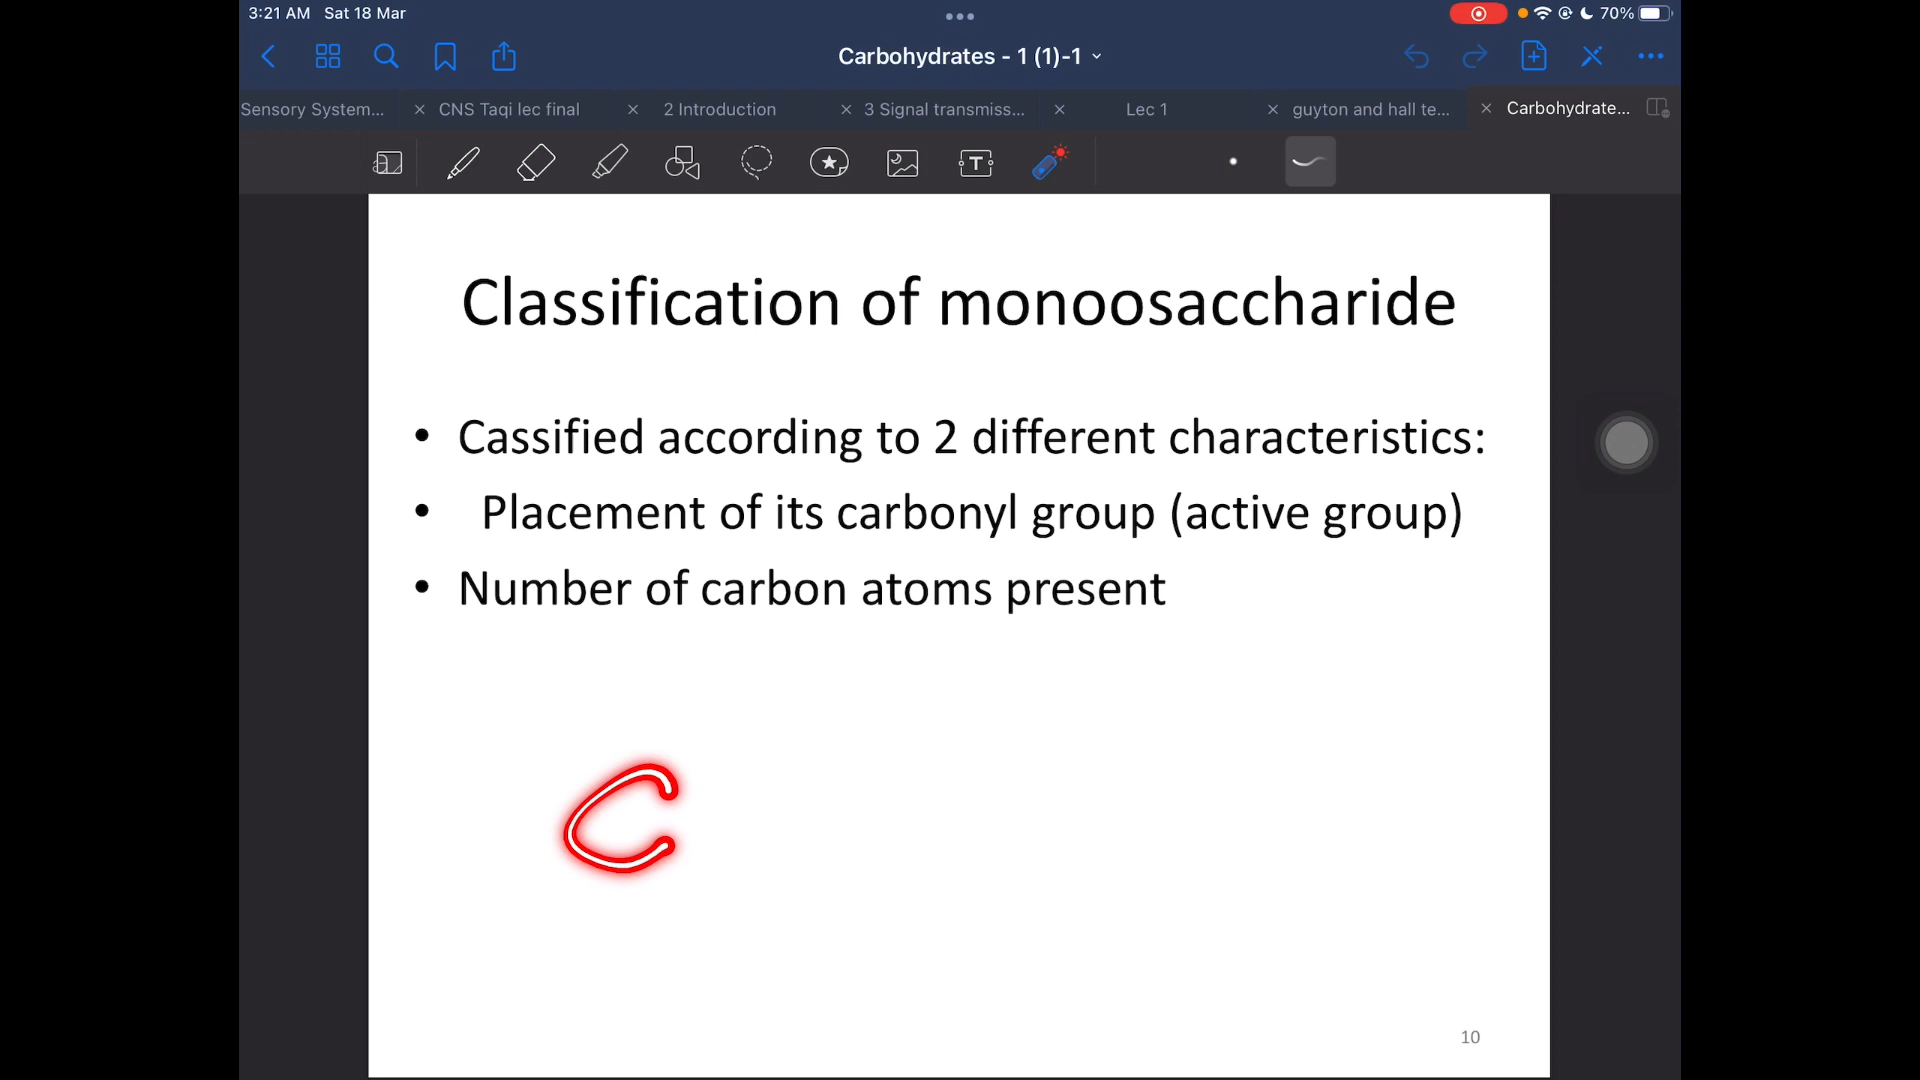 3:21 AM Sat 18 Mar
70%
Carbohydrates - 1 (1)-1
Sensory System...
CNS Taqi lec final
2 Introduction
3 Signal transmiss...
Lec 1
guyton and hall te...
Carbohydrate...
T
Classification of monoosaccharide
• Cassified according to 2 different characteristics:
• Placement of its carbonyl group (active group)
• Number of carbon atoms present
C
10